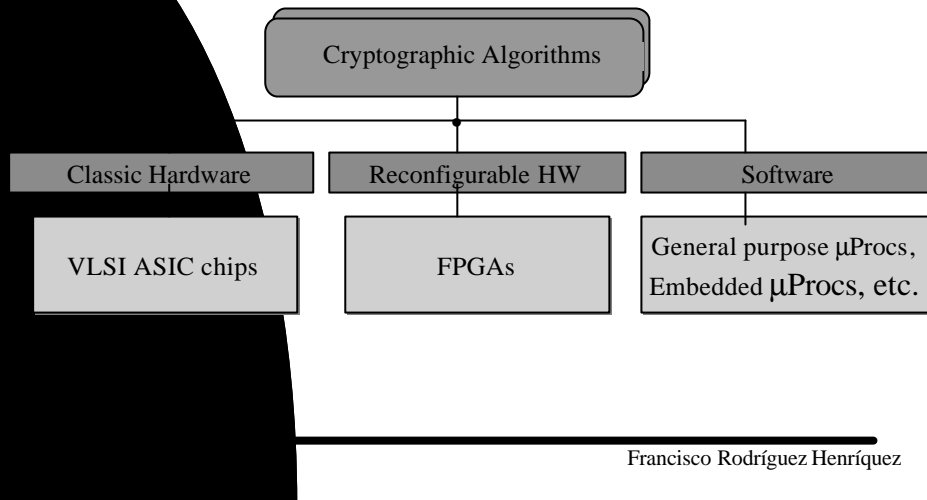 Cryptographic Algorithms
Classic Hardware
Reconfigurable HW
Software
VLSI ASIC chips
FPGAs
General purpose µProcs,
Embedded µProcs, etc.
Francisco Rodríguez Henríquez